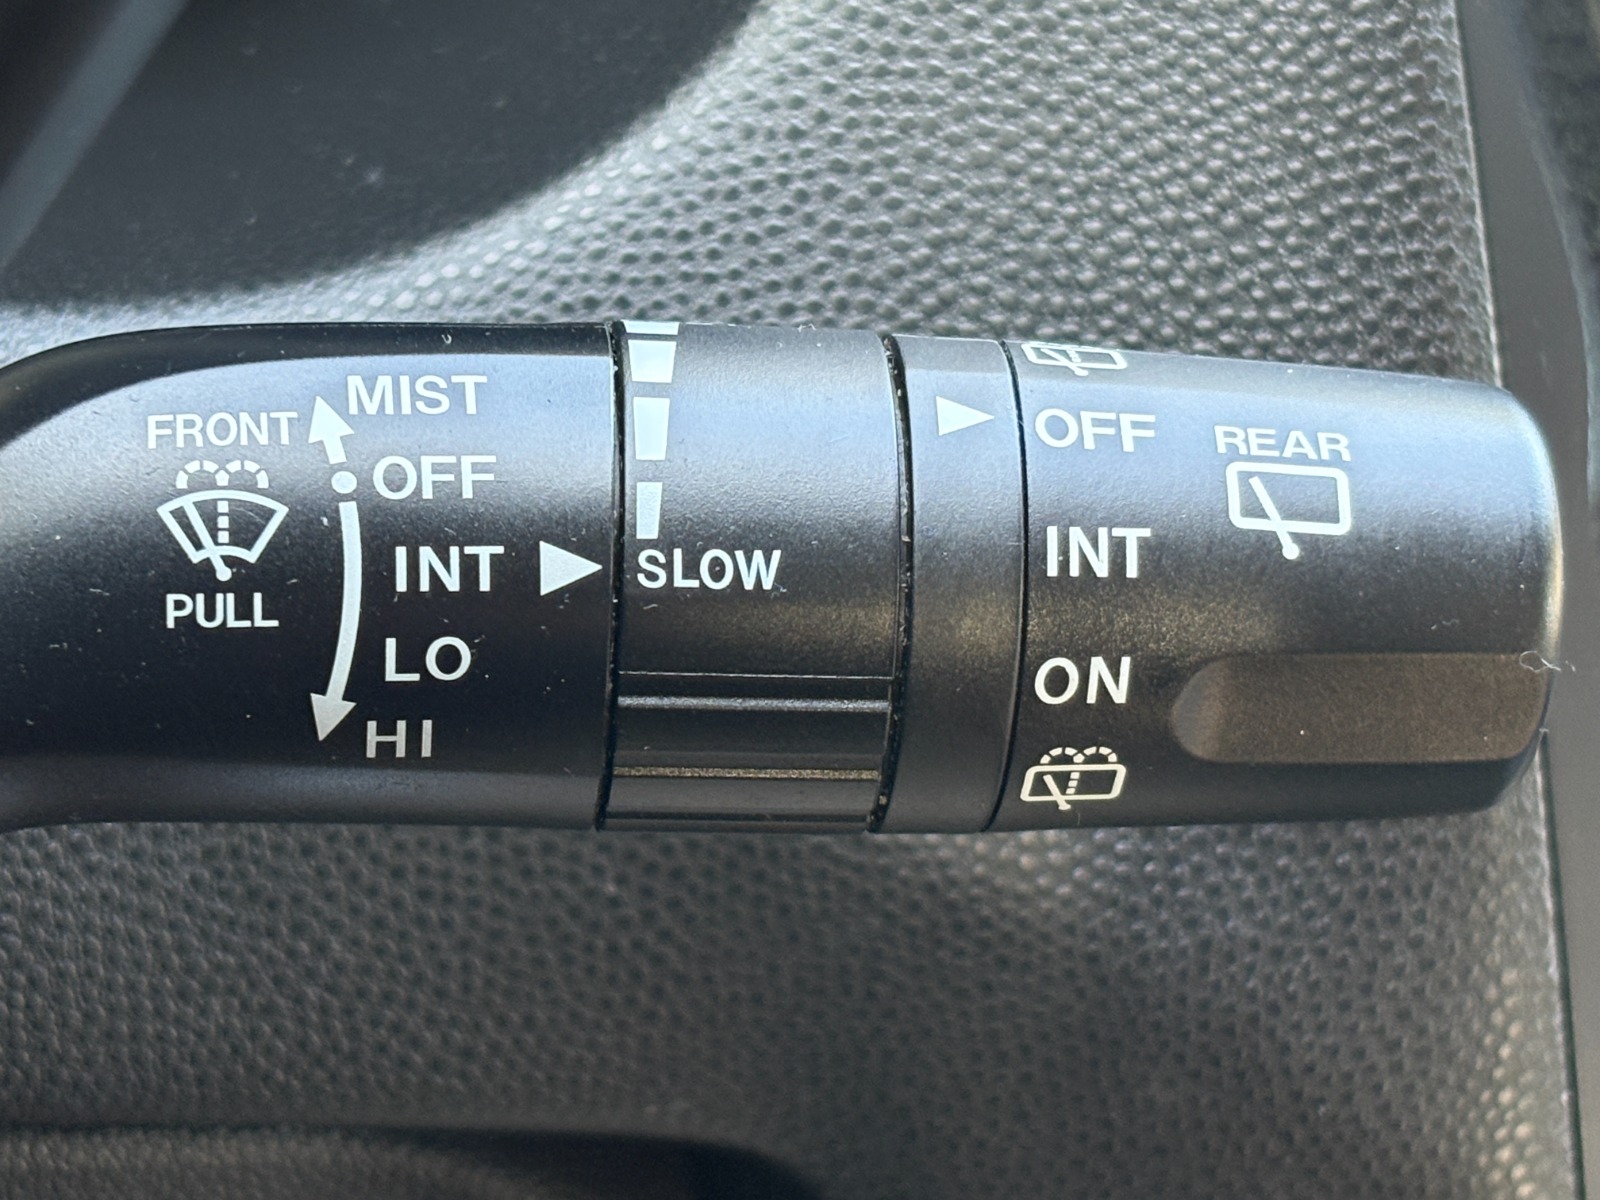 FRONT
PULL
MIST
OFF
INT
LO
HI
SLOW
OFF
INT
ON
REAR